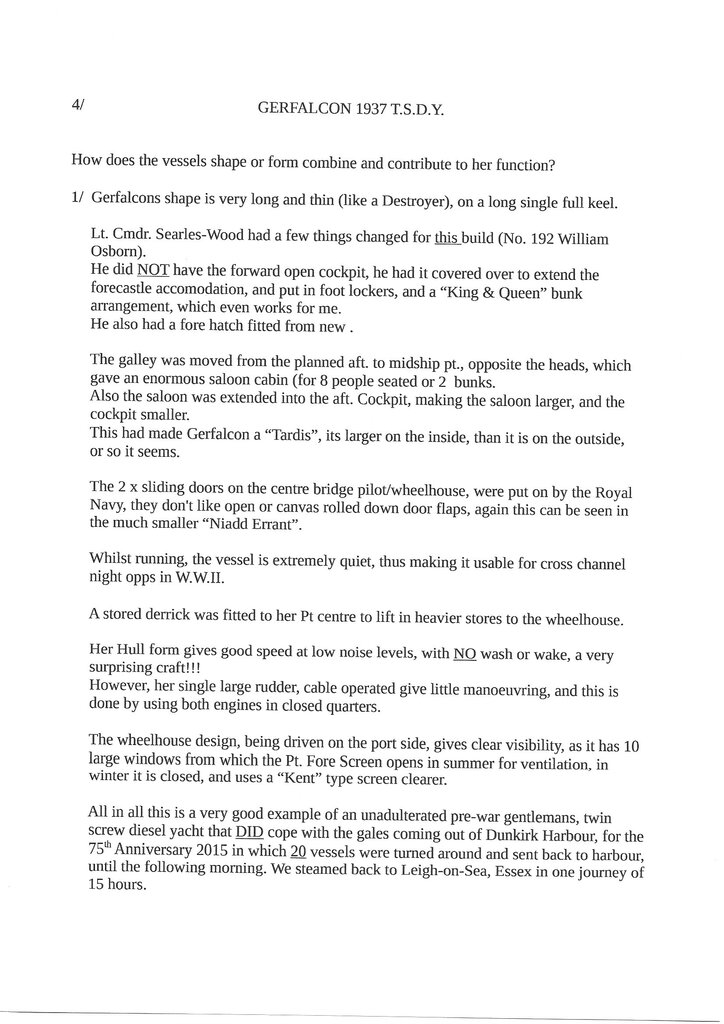 4/
GERFALCON 1937 T.S.D.Y.
How does the vessels shape or form combine and contribute to her function?
1/ Gerfalcons shape is very long and thin (like a Destroyer), on a long single full keel.
Lt. Cmdr. Searles-Wood had a few things changed for this build (No. 192 William
Osborn).
He did NOT have the forward open cockpit, he had it covered over to extend the
forecastle accomodation, and put in foot lockers, and a “King & Queen” bunk
arrangement, which even works for me.
He also had a fore hatch fitted from new .
The galley was moved from the planned aft. to midship pt., opposite the heads, which
gave an enormous saloon cabin (for 8 people seated or 2 bunks.
Also the saloon was extended into the aft. Cockpit, making the saloon larger, and the
cockpit smaller.
This had made Gerfalcon a “Tardis”, its larger on the inside, than it is on the outside,
or so it seems.
The 2 x sliding doors on the centre bridge pilot/wheelhouse, were put on by the Royal
Navy, they don't like open or canvas rolled down door flaps, again this can be seen in
the much smaller “Niadd Errant”.
Whilst running, the vessel is extremely quiet, thus making it usable for cross channel
night opps in W.W.II.
A stored derrick was fitted to her Pt centre to lift in heavier stores to the wheelhouse.
Her Hull form gives good speed at low noise levels, with NO wash or wake, a very
surprising craft!!!
However, her single large rudder, cable operated give little manoeuvring, and this is
done by using both engines in closed quarters.
The wheelhouse design, being driven on the port side, gives clear visibility, as it has 10
large windows from which the Pt. Fore Screen opens in summer for ventilation, in
winter it is closed, and uses a “Kent” type screen clearer.
All in all this is a very good example of an unadulterated pre-war gentlemans, twin
screw diesel yacht that DID cope with the gales coming out of Dunkirk Harbour, for the
75th Anniversary 2015 in which 20 vessels were turned around and sent back to harbour,
until the following morning. We steamed back to Leigh-on-Sea, Essex in one journey of
15 hours.